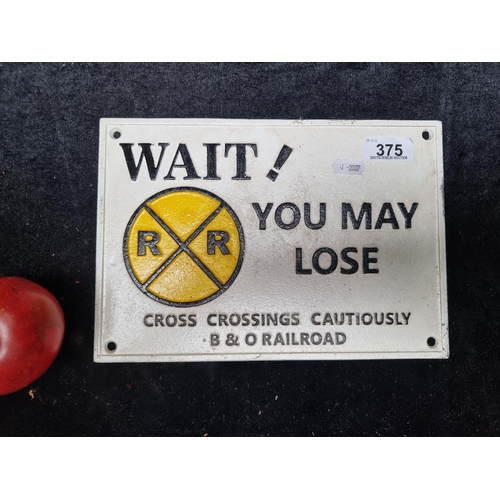 WAIT!
375
R R
YOU MAY
LOSE
CROSS CROSSINGS CAUTIOUSLY
B & O RAILROAD